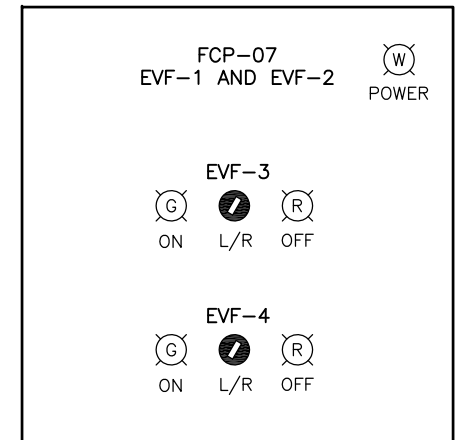 FCP-07
EVF-1 AND EVF-2
W
POWER
EVF-3
G R
ON L/R OFF
EVF-4
G R
ON L/R OFF